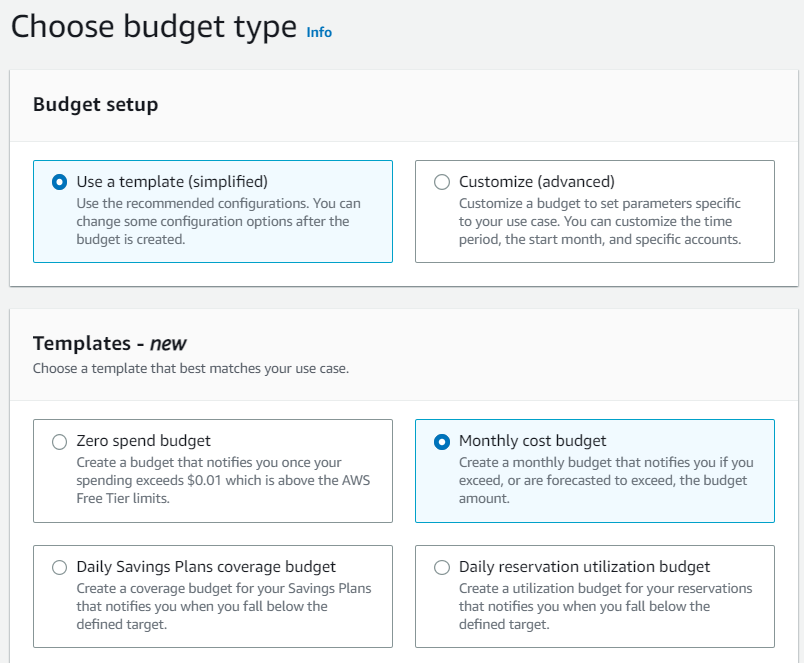 Choose budget type Info
Budget setup
Use a template (simplified)
Use the recommended configurations. You can
change some configuration options after the
budget is created.
Customize (advanced)
Customize a budget to set parameters specific
to your use case. You can customize the time
period, the start month, and specific accounts.
Templates - new
Choose a template that best matches your use case.
Zero spend budget
Create a budget that notifies you once your
spending exceeds $0.01 which is above the AWS
Free Tier limits.
Monthly cost budget
Create a monthly budget that notifies you if you
exceed, or are forecasted to exceed, the budget
amount.
Daily Savings Plans coverage budget
Create a coverage budget for your Savings Plans
that notifies you when you fall below the
defined target.
Daily reservation utilization budget
Create a utilization budget for your reservations
that notifies you when you fall below the
defined target.